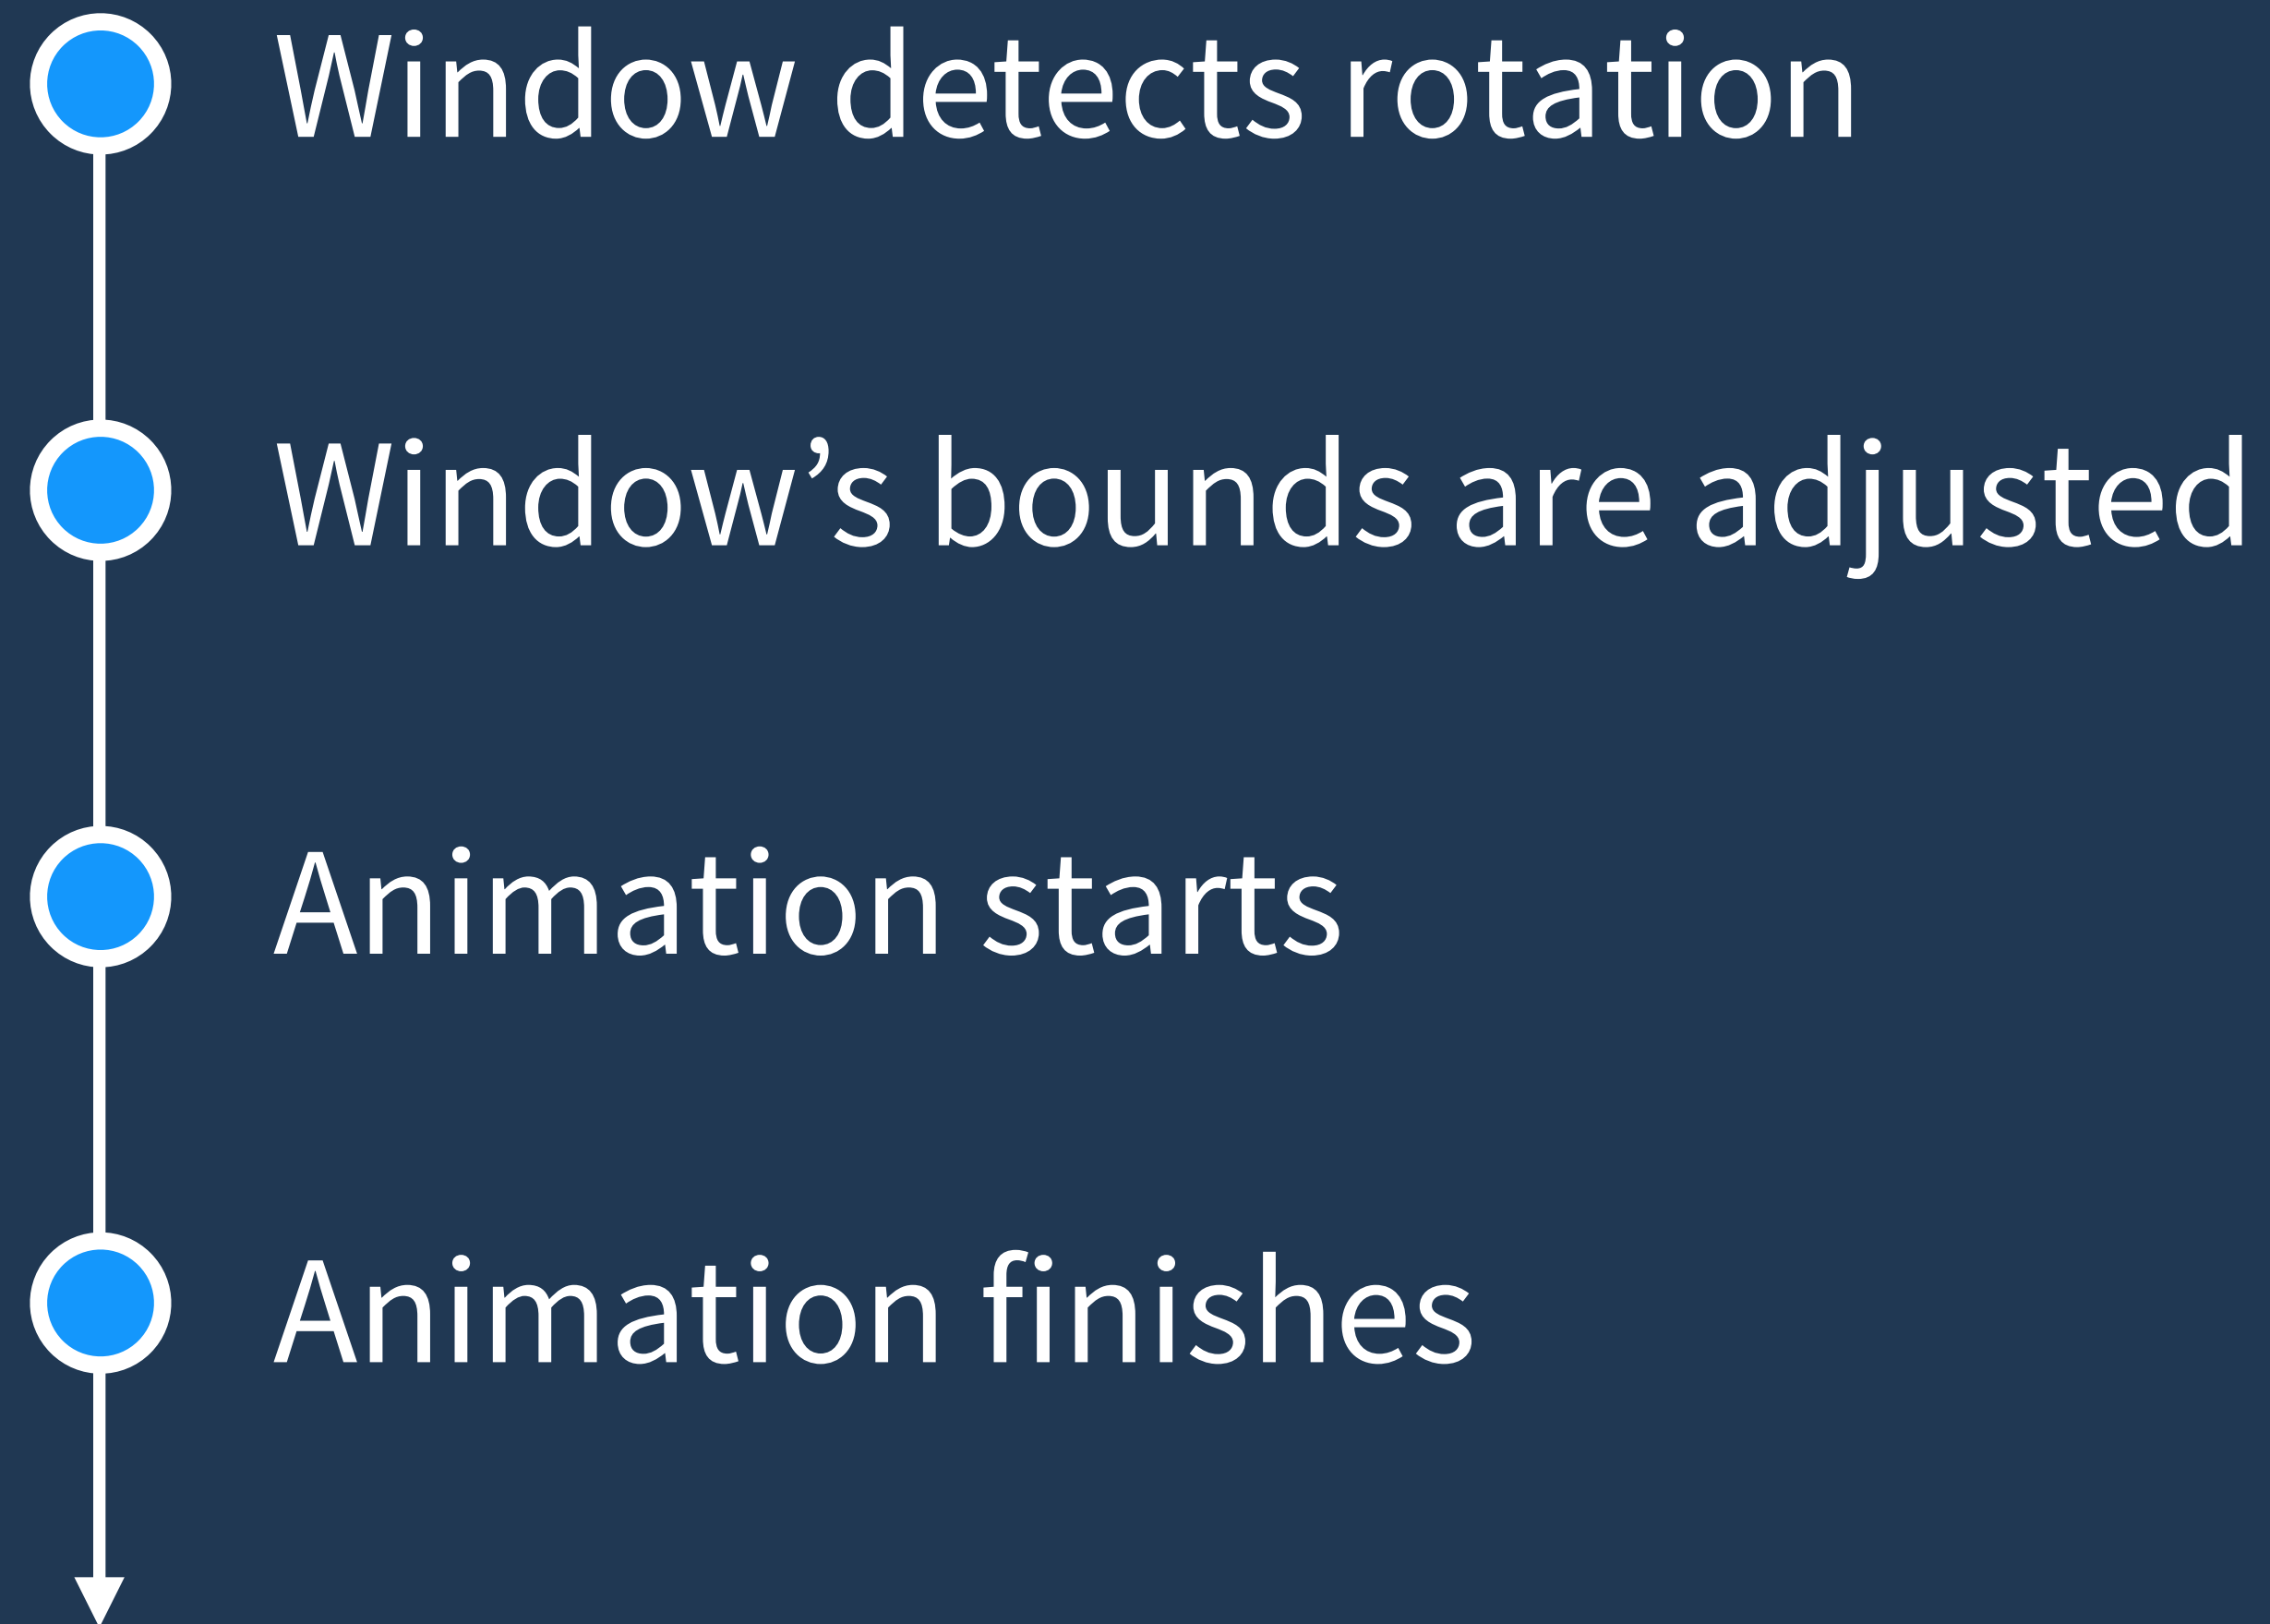 Window detects rotation
Window’s bounds are adjusted
Animation starts
Animation finishes